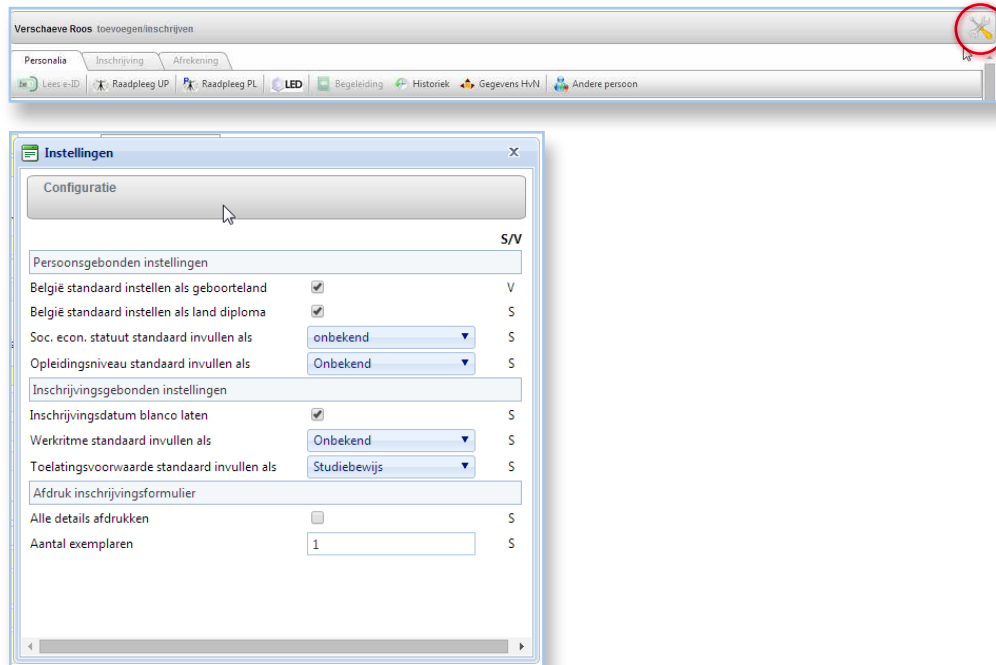 Verschaeve Roos toevoegen/inschrijven
Personalia Inschrijving Afrekening
Lees e-ID Raadpleeg UP Raadpleeg PL LED Begeleiding Historiek Gegevens HvN Andere persoon
Instellingen x
Configuratie
S/V
Persoonsgebonden instellingen
België standaard instellen als geboorteland V
België standaard instellen als land diploma S
Soc. econ. statuut standaard invullen als onbekend S
Opleidingsniveau standaard invullen als Onbekend S
Inschrijvingsgebonden instellingen
Inschrijvingsdatum blanco laten S
Werkritme standaard invullen als Onbekend S
Toelatingsvoorwaarde standaard invullen als Studiebewijs S
Afdruk inschrijvingsformulier
Alle details afdrukken S
Aantal exemplaren 1 S